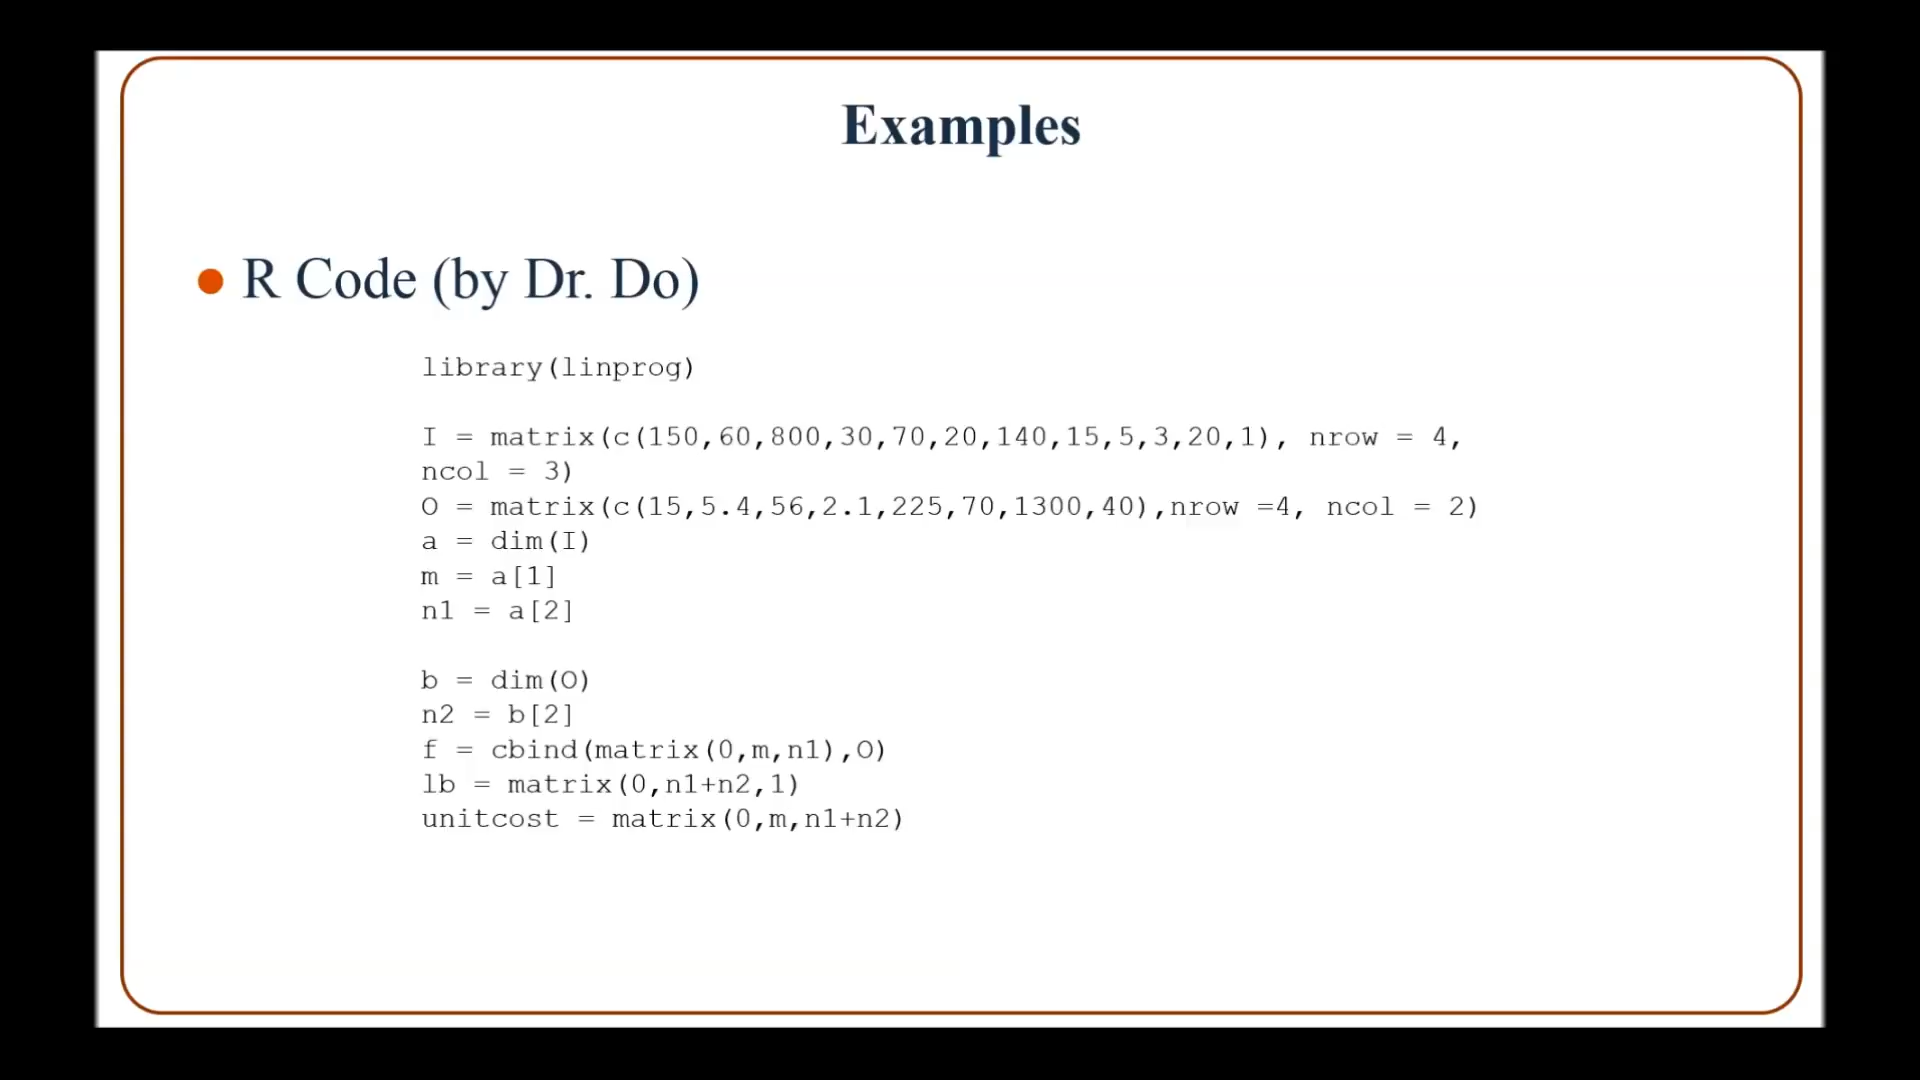 Examples
R Code (by Dr. Do)
library(linprog)
I = matrix(c(150,60,800,30,70,20,140,15,5,3,20,1), nrow = 4,
ncol = 3)
O = matrix(c(15,5.4,56,2.1,225,70,1300,40),nrow =4, ncol = 2)
a = dim(I)
m = a[1]
n1 = a[2]
b = dim(O)
n2 = b[2]
f = cbind(matrix(0,m,n1),O)
lb = matrix(0,n1+n2,1)
unitcost = matrix(0,m,n1+n2)